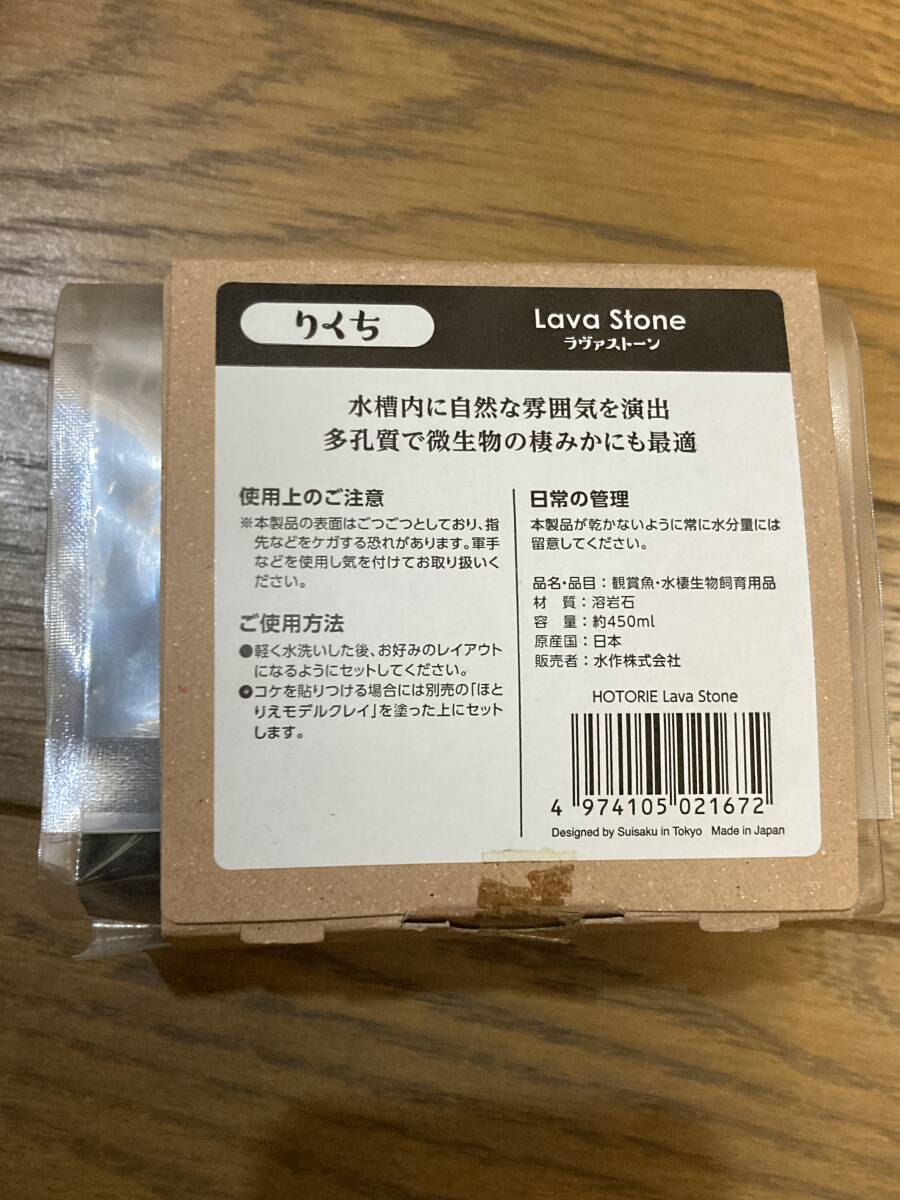 りくち
Lava Stone
ラヴァストーン
水槽内に自然な雰囲気を演出
多孔質で微生物の棲みかにも最適
使用上のご注意
※本製品の表面はごつごつとしており、指
先などをケガする恐れがあります。軍手
などを使用し気を付けてお取り扱いく
ださい。
ご使用方法
●軽く水洗いした後、お好みのレイアウト
になるようにセットしてください。
●コケを貼りつける場合には別売の「ほと
りえモデルクレイ」を塗った上にセット
します。
日常の管理
本製品が乾かないように常に水分量には
留意してください。
品名・品目：観賞魚・水棲生物飼育用品
材　質：溶岩石
容　量：約450ml
原産国：日本
販売者：水作株式会社
HOTORIE Lava Stone
4 974105 021672
Designed by Suisaku in Tokyo Made in Japan